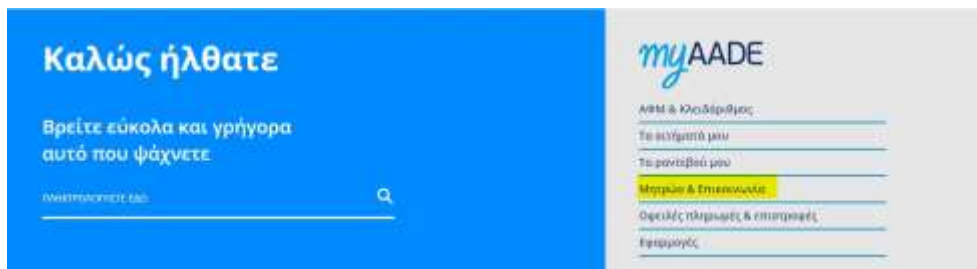 Καλώς ήλθατε
Βρείτε εύκολα και γρήγορα
αυτό που ψάχνετε
ΠΛΗΚΤΡΟΛΟΓΗΣΤΕ ΕΔΩ
myAADE
ΑΦΜ & Κλειδάριθμος
Τα αιτήματά μου
Τα ραντεβού μου
Μητρώο & Επικοινωνία
Οφειλές πληρωμές & επιστροφές
Εφαρμογές